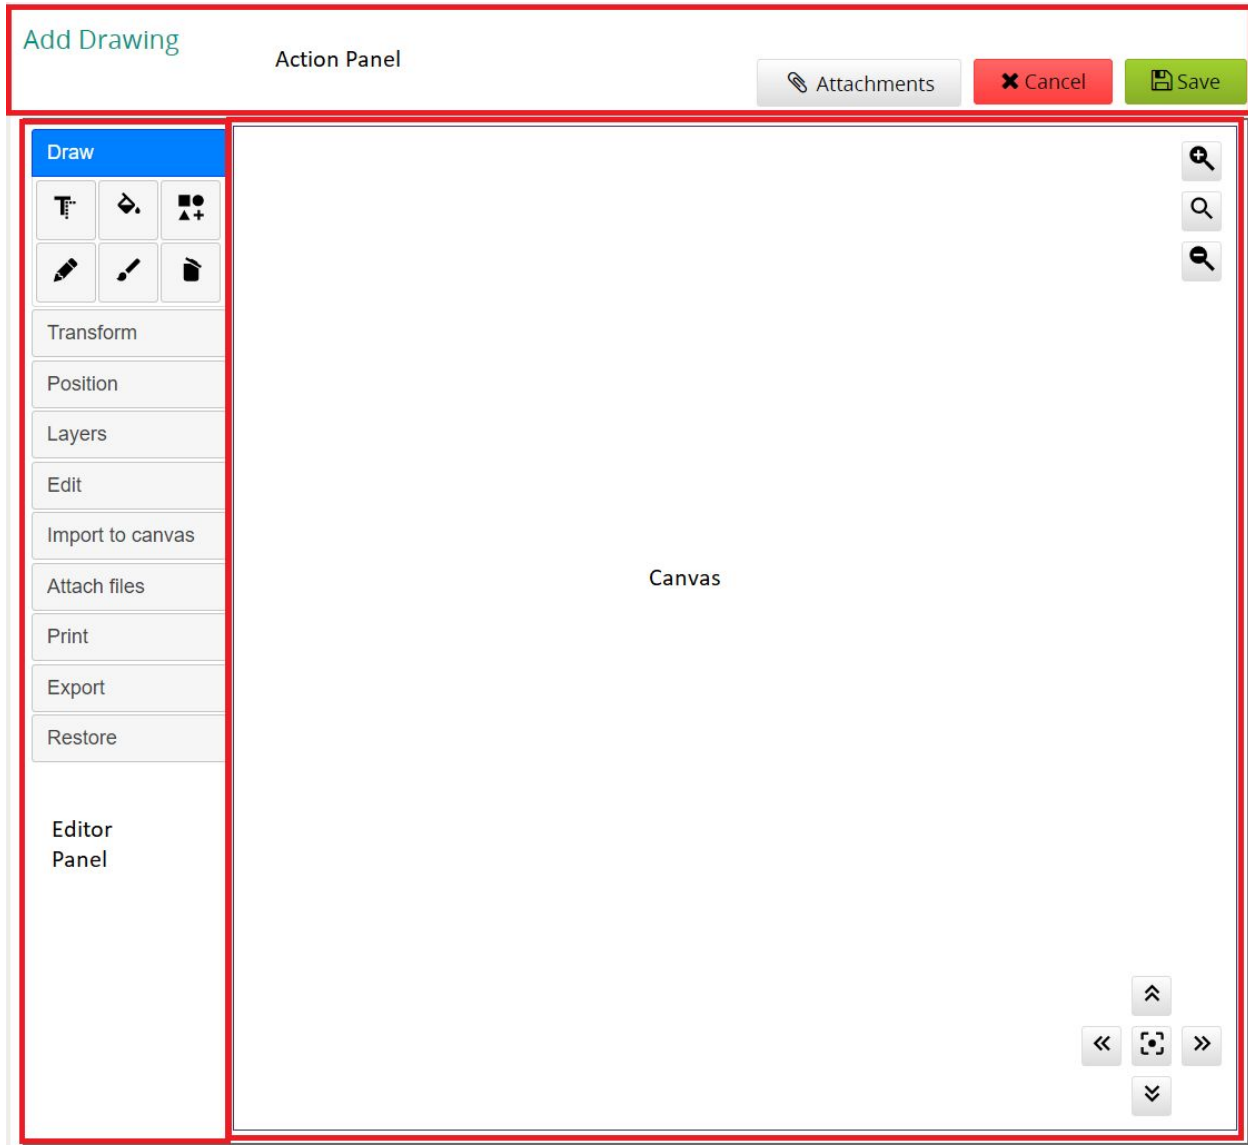 Add Drawing
Action Panel
Attachments
Cancel
Save
Draw
Transform
Position
Layers
Edit
Import to canvas
Attach files
Print
Export
Restore
Canvas
Editor
Panel